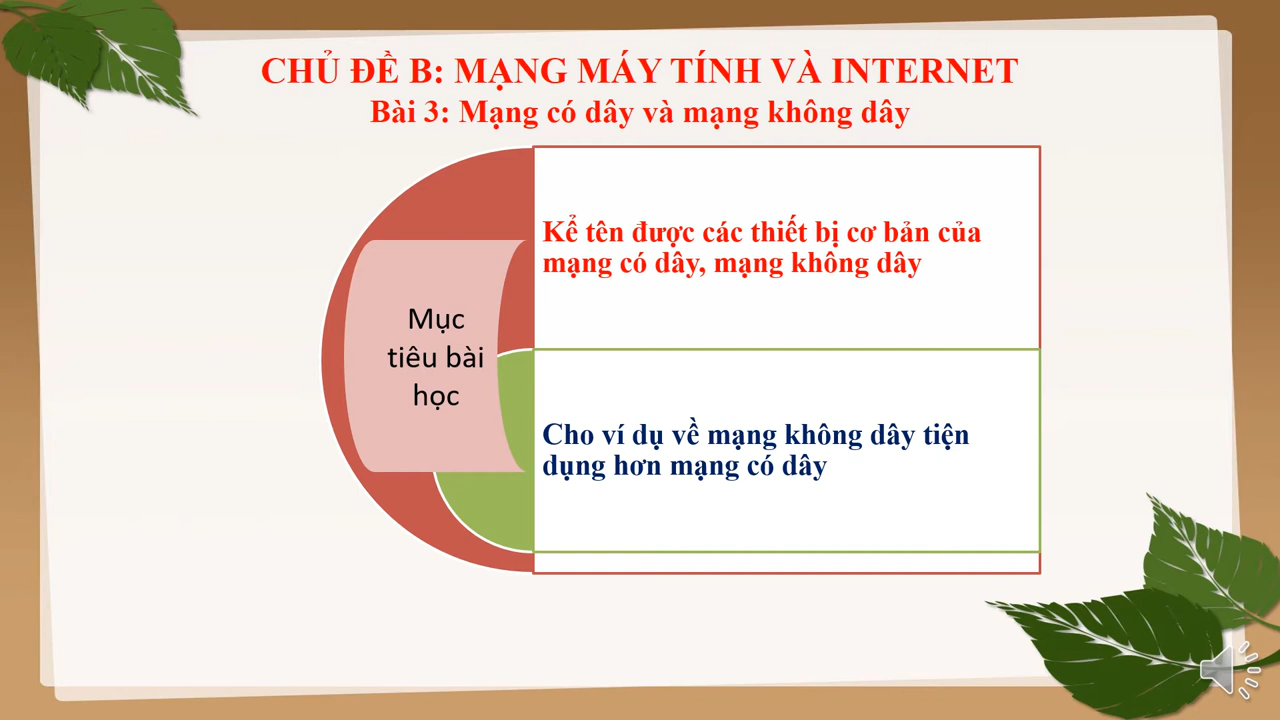 CHỦ ĐỀ B: MẠNG MÁY TÍNH VÀ INTERNET
Bài 3: Mạng có dây và mạng không dây
Mục
tiêu bài
học
Kể tên được các thiết bị cơ bản của
mạng có dây, mạng không dây
Cho ví dụ về mạng không dây tiện
dụng hơn mạng có dây